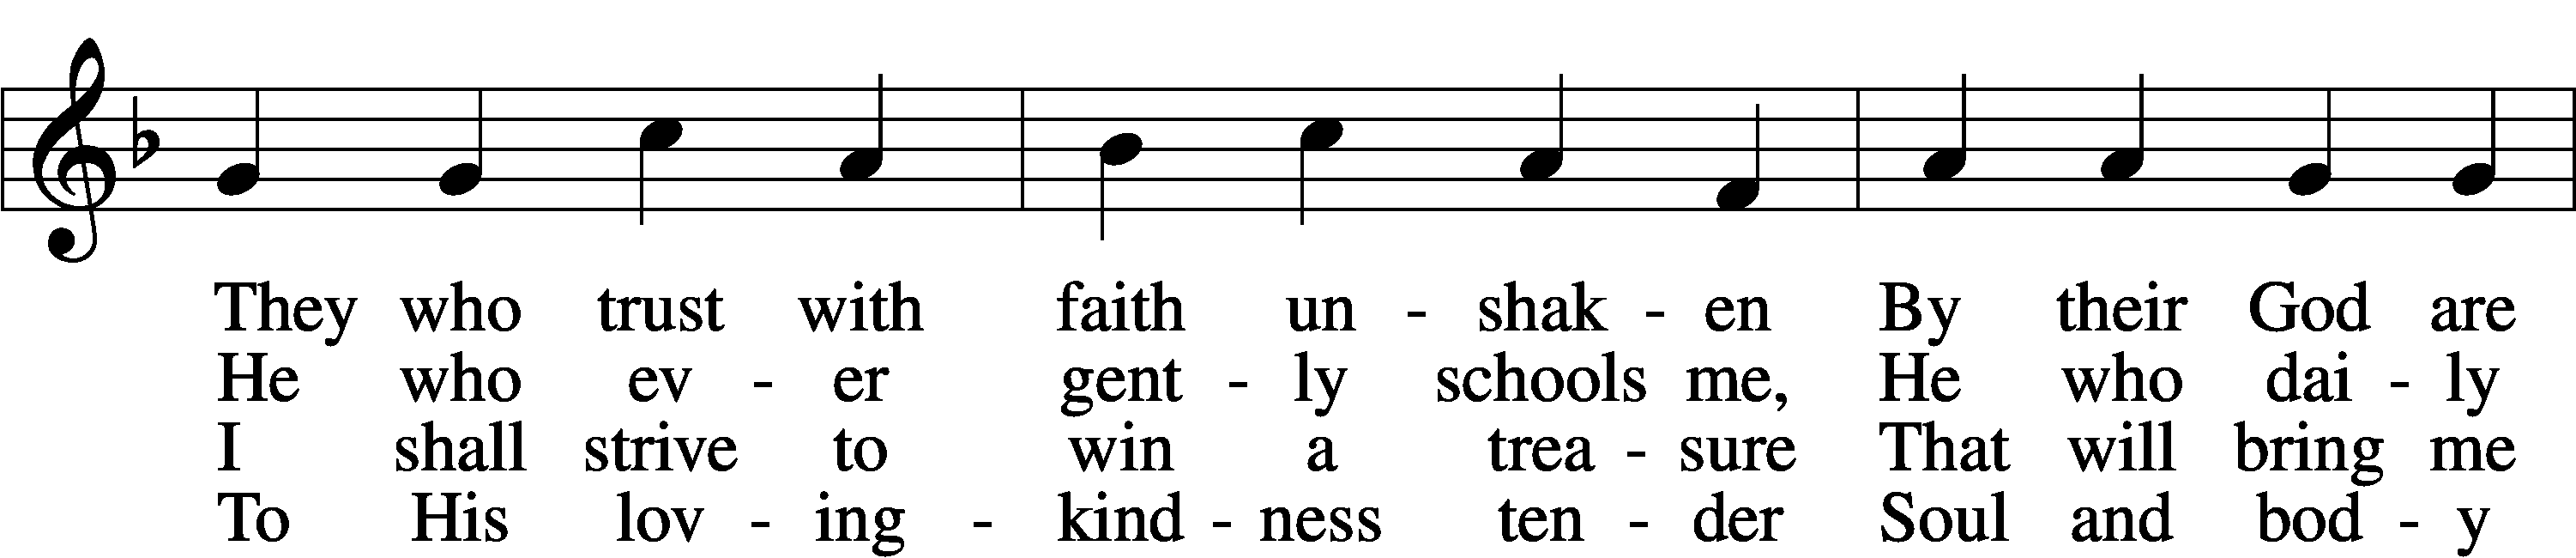 They who trust with faith un - shak - en By their God are
He who ev - er gent - ly schools me, He who dai - ly
I shall strive to win a trea - sure That will bring me
To His lov - ing - kind - ness ten - der Soul and bod - y